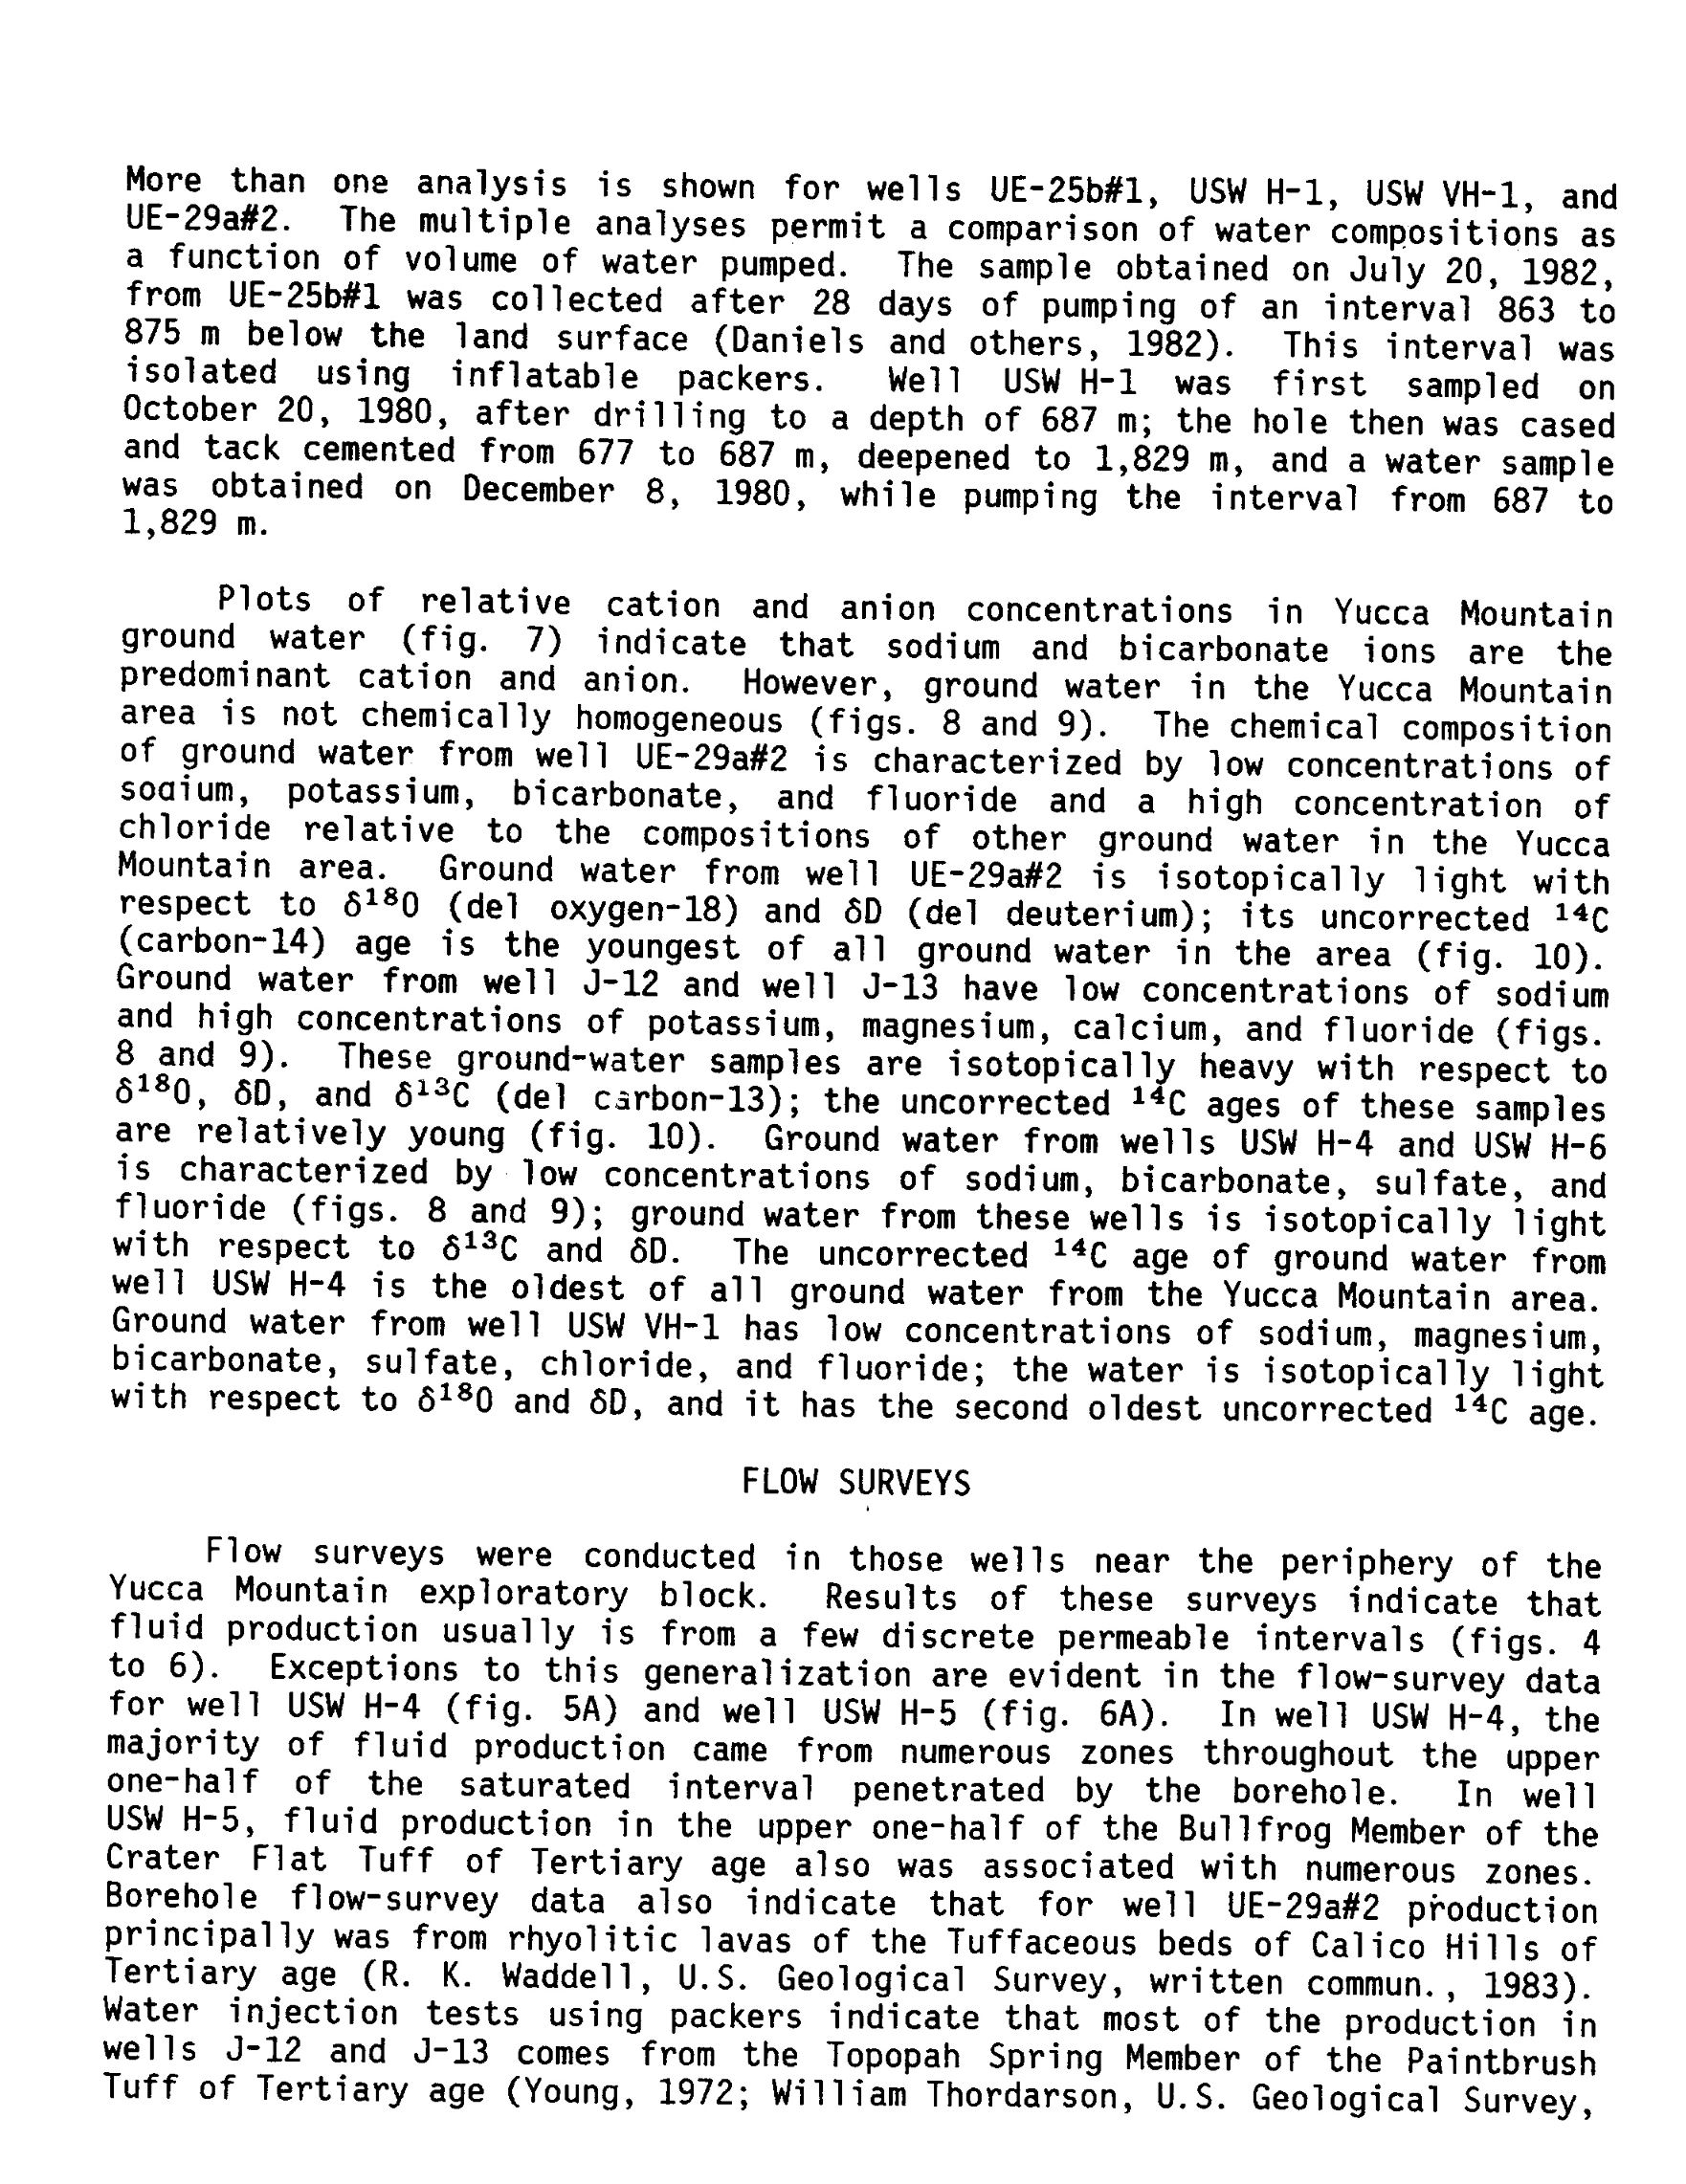 More than one analysis is shown for wells UE-25b#1, USW H-1, USW VH-1, and
UE-29a#2. The multiple analyses permit a comparison of water compositions as
a function of volume of water pumped. The sample obtained on July 20, 1982,
from UE-25b#1 was collected after 28 days of pumping of an interval 863 to
875 m below the land surface (Daniels and others, 1982). This interval was
isolated using inflatable packers. Well USW H-1 was first sampled on
October 20, 1980, after drilling to a depth of 687 m; the hole then was cased
and tack cemented from 677 to 687 m, deepened to 1,829 m, and a water sample
was obtained on December 8, 1980, while pumping the interval from 687 to
1,829 m.
Plots of relative cation and anion concentrations in Yucca Mountain
ground water (fig. 7) indicate that sodium and bicarbonate ions are the
predominant cation and anion. However, ground water in the Yucca Mountain
area is not chemically homogeneous (figs. 8 and 9). The chemical composition
of ground water from well UE-29a#2 is characterized by low concentrations of
sodium, potassium, bicarbonate, and fluoride and a high concentration of
chloride relative to the compositions of other ground water in the Yucca
Mountain area. Ground water from well UE-29a#2 is isotopically light with
respect to δ¹⁸O (del oxygen-18) and δD (del deuterium); its uncorrected ¹⁴C
(carbon-14) age is the youngest of all ground water in the area (fig. 10).
Ground water from well J-12 and well J-13 have low concentrations of sodium
and high concentrations of potassium, magnesium, calcium, and fluoride (figs.
8 and 9). These ground-water samples are isotopically heavy with respect to
δ¹⁸O, δD, and δ¹³C (del carbon-13); the uncorrected ¹⁴C ages of these samples
are relatively young (fig. 10). Ground water from wells USW H-4 and USW H-6
is characterized by low concentrations of sodium, bicarbonate, sulfate, and
fluoride (figs. 8 and 9); ground water from these wells is isotopically light
with respect to δ¹³C and δD. The uncorrected ¹⁴C age of ground water from
well USW H-4 is the oldest of all ground water from the Yucca Mountain area.
Ground water from well USW VH-1 has low concentrations of sodium, magnesium,
bicarbonate, sulfate, chloride, and fluoride; the water is isotopically light
with respect to δ¹⁸O and δD, and it has the second oldest uncorrected ¹⁴C age.
FLOW SURVEYS
Flow surveys were conducted in those wells near the periphery of the
Yucca Mountain exploratory block. Results of these surveys indicate that
fluid production usually is from a few discrete permeable intervals (figs. 4
to 6). Exceptions to this generalization are evident in the flow-survey data
for well USW H-4 (fig. 5A) and well USW H-5 (fig. 6A). In well USW H-4, the
majority of fluid production came from numerous zones throughout the upper
one-half of the saturated interval penetrated by the borehole. In well
USW H-5, fluid production in the upper one-half of the Bullfrog Member of the
Crater Flat Tuff of Tertiary age also was associated with numerous zones.
Borehole flow-survey data also indicate that for well UE-29a#2 production
principally was from rhyolitic lavas of the Tuffaceous beds of Calico Hills of
Tertiary age (R. K. Waddell, U.S. Geological Survey, written commun., 1983).
Water injection tests using packers indicate that most of the production in
wells J-12 and J-13 comes from the Topopah Spring Member of the Paintbrush
Tuff of Tertiary age (Young, 1972; William Thordarson, U.S. Geological Survey,